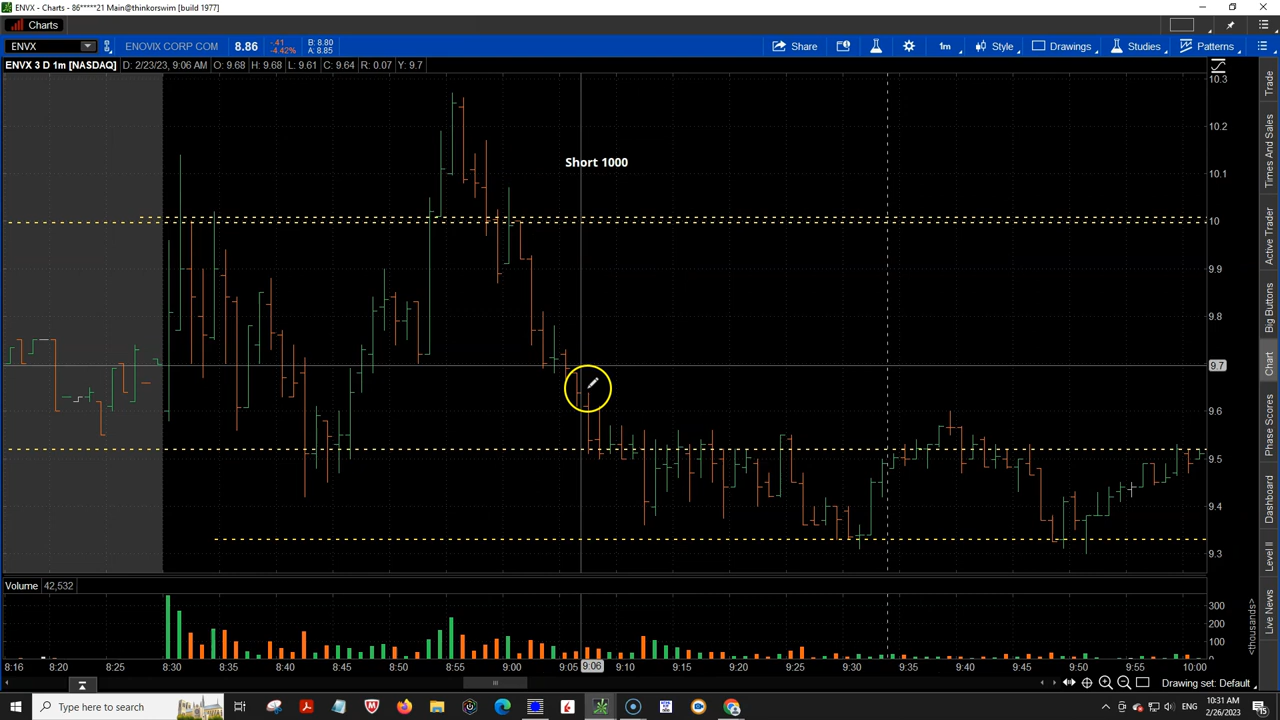 ENVX - Charts - 86*****21 Main@thinkorswim [build 1977]
Charts
ENVX ENOVIX CORP COM 8.86 -.41 -4.42% B: 8.80 A: 8.85 Share 1m Style Drawings Studies Patterns
ENVX 3 D 1m [NASDAQ] D: 2/23/23, 9:06 AM O: 9.68 H: 9.68 L: 9.61 C: 9.64 R: 0.07 Y: 9.7
10.3
10.2
Short 1000
10.1
10
9.9
9.8
9.7
9.6
9.5
9.4
9.3
Trade
Times And Sales
Active Trader
Big Buttons
Chart
Phase Scores
Dashboard
Level II
Live News
Volume 42,532
300
200
100
0
<thousands>
8:16 8:20 8:25 8:30 8:35 8:40 8:45 8:50 8:55 9:00 9:05 9:06 9:10 9:15 9:20 9:25 9:30 9:35 9:40 9:45 9:50 9:55 10:00
Drawing set: Default
Type here to search
ENG
10:31 AM
2/26/2023
15